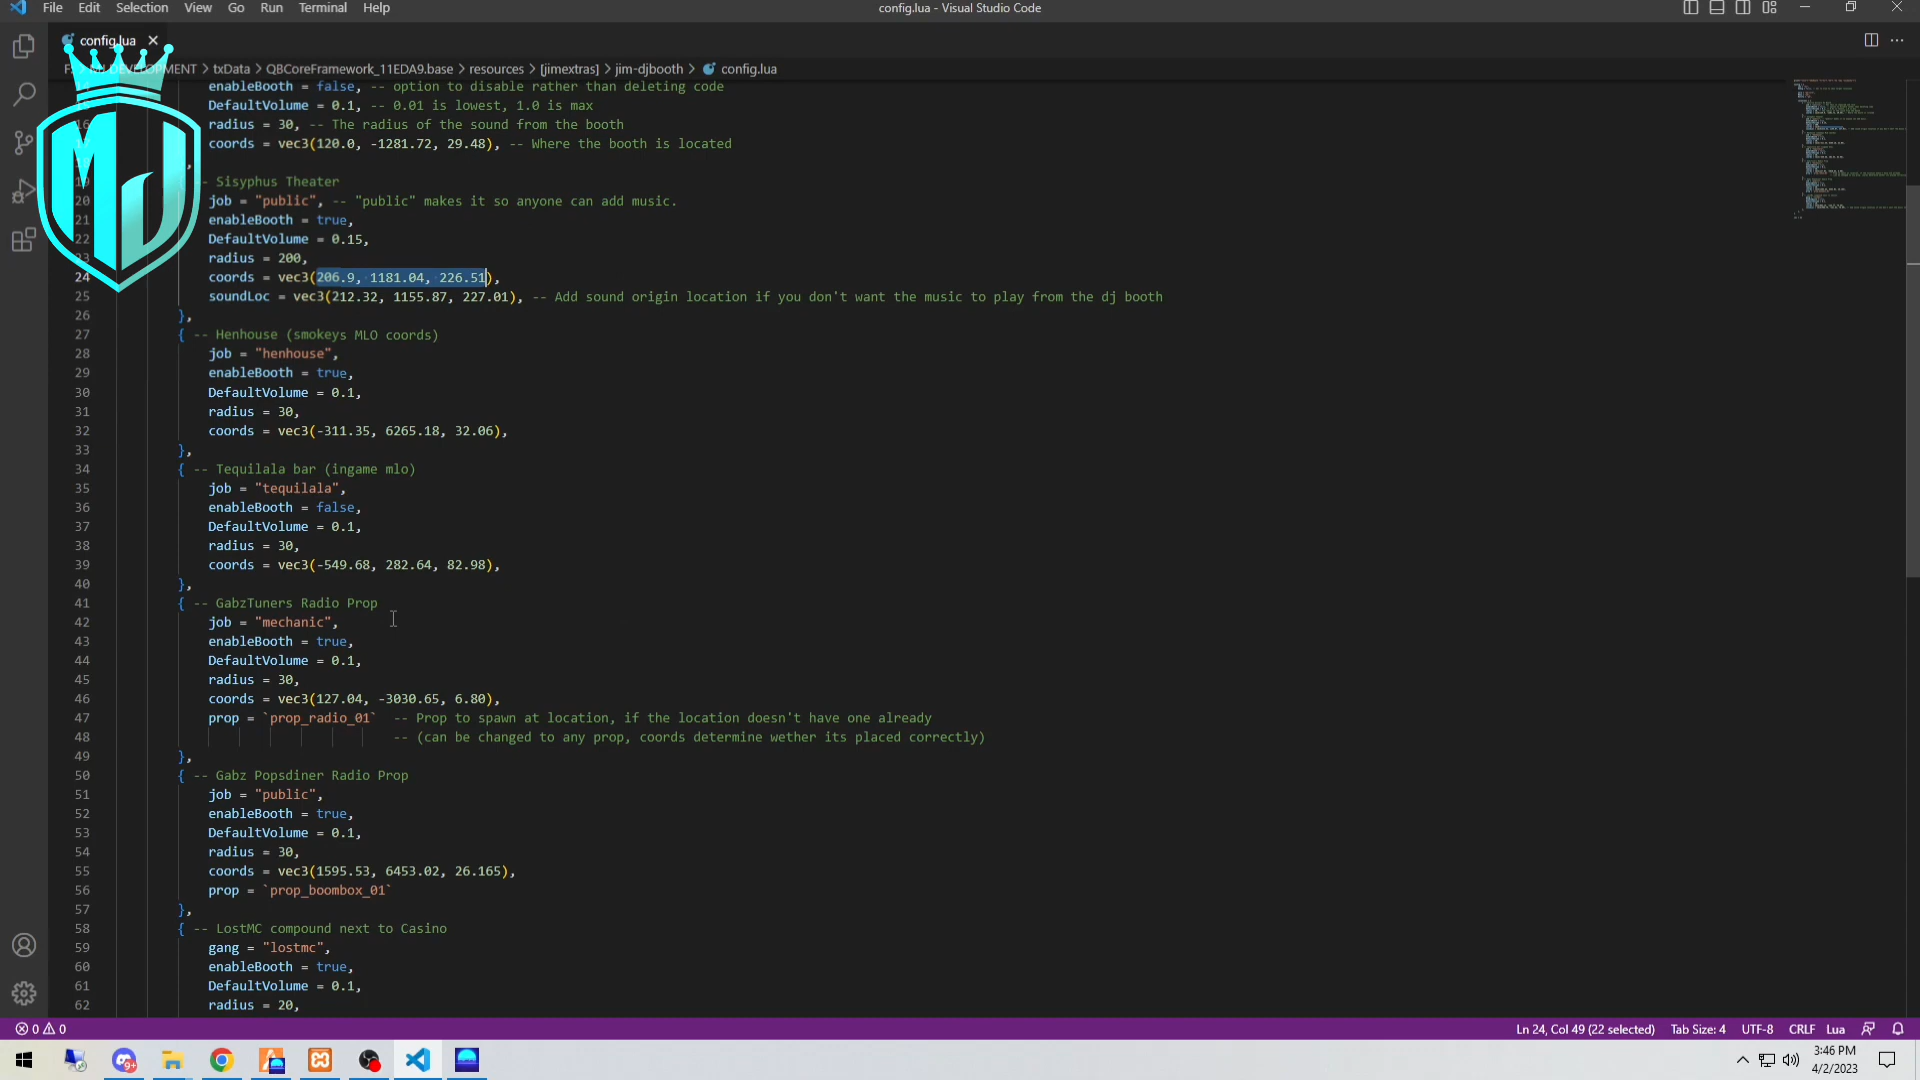 File Edit Selection View Go Run Terminal Help
config.lua - Visual Studio Code
config.lua
DEVELOPMENT > txData > QBCoreFramework_11EDA9.base > resources > [jimextras] > jim-djbooth > config.lua
enableBooth = false, -- option to disable rather than deleting code
DefaultVolume = 0.1, -- 0.01 is lowest, 1.0 is max
16 radius = 30, -- The radius of the sound from the booth
coords = vec3(120.0, -1281.72, 29.48), -- Where the booth is located
19 -- Sisyphus Theater
20 job = "public", -- "public" makes it so anyone can add music.
21 enableBooth = true,
22 DefaultVolume = 0.15,
23 radius = 200,
24 coords = vec3(206.9, 1181.04, 226.51),
25 soundLoc = vec3(212.32, 1155.87, 227.01), -- Add sound origin location if you don't want the music to play from the dj booth
26 },
27 { -- Henhouse (smokeys MLO coords)
28 job = "henhouse",
29 enableBooth = true,
30 DefaultVolume = 0.1,
31 radius = 30,
32 coords = vec3(-311.35, 6265.18, 32.06),
33 },
34 { -- Tequilala bar (ingame mlo)
35 job = "tequilala",
36 enableBooth = false,
37 DefaultVolume = 0.1,
38 radius = 30,
39 coords = vec3(-549.68, 282.64, 82.98),
40 },
41 { -- GabzTuners Radio Prop
42 job = "mechanic",
43 enableBooth = true,
44 DefaultVolume = 0.1,
45 radius = 30,
46 coords = vec3(127.04, -3030.65, 6.80),
47 prop = `prop_radio_01` -- Prop to spawn at location, if the location doesn't have one already
48 -- (can be changed to any prop, coords determine wether its placed correctly)
49 },
50 { -- Gabz Popsdiner Radio Prop
51 job = "public",
52 enableBooth = true,
53 DefaultVolume = 0.1,
54 radius = 30,
55 coords = vec3(1595.53, 6453.02, 26.165),
56 prop = `prop_boombox_01`
57 },
58 { -- LostMC compound next to Casino
59 gang = "lostmc",
60 enableBooth = true,
61 DefaultVolume = 0.1,
62 radius = 20,
MJ
0 0
Ln 24, Col 49 (22 selected) Tab Size: 4 UTF-8 CRLF Lua
9+
3:46 PM
4/2/2023